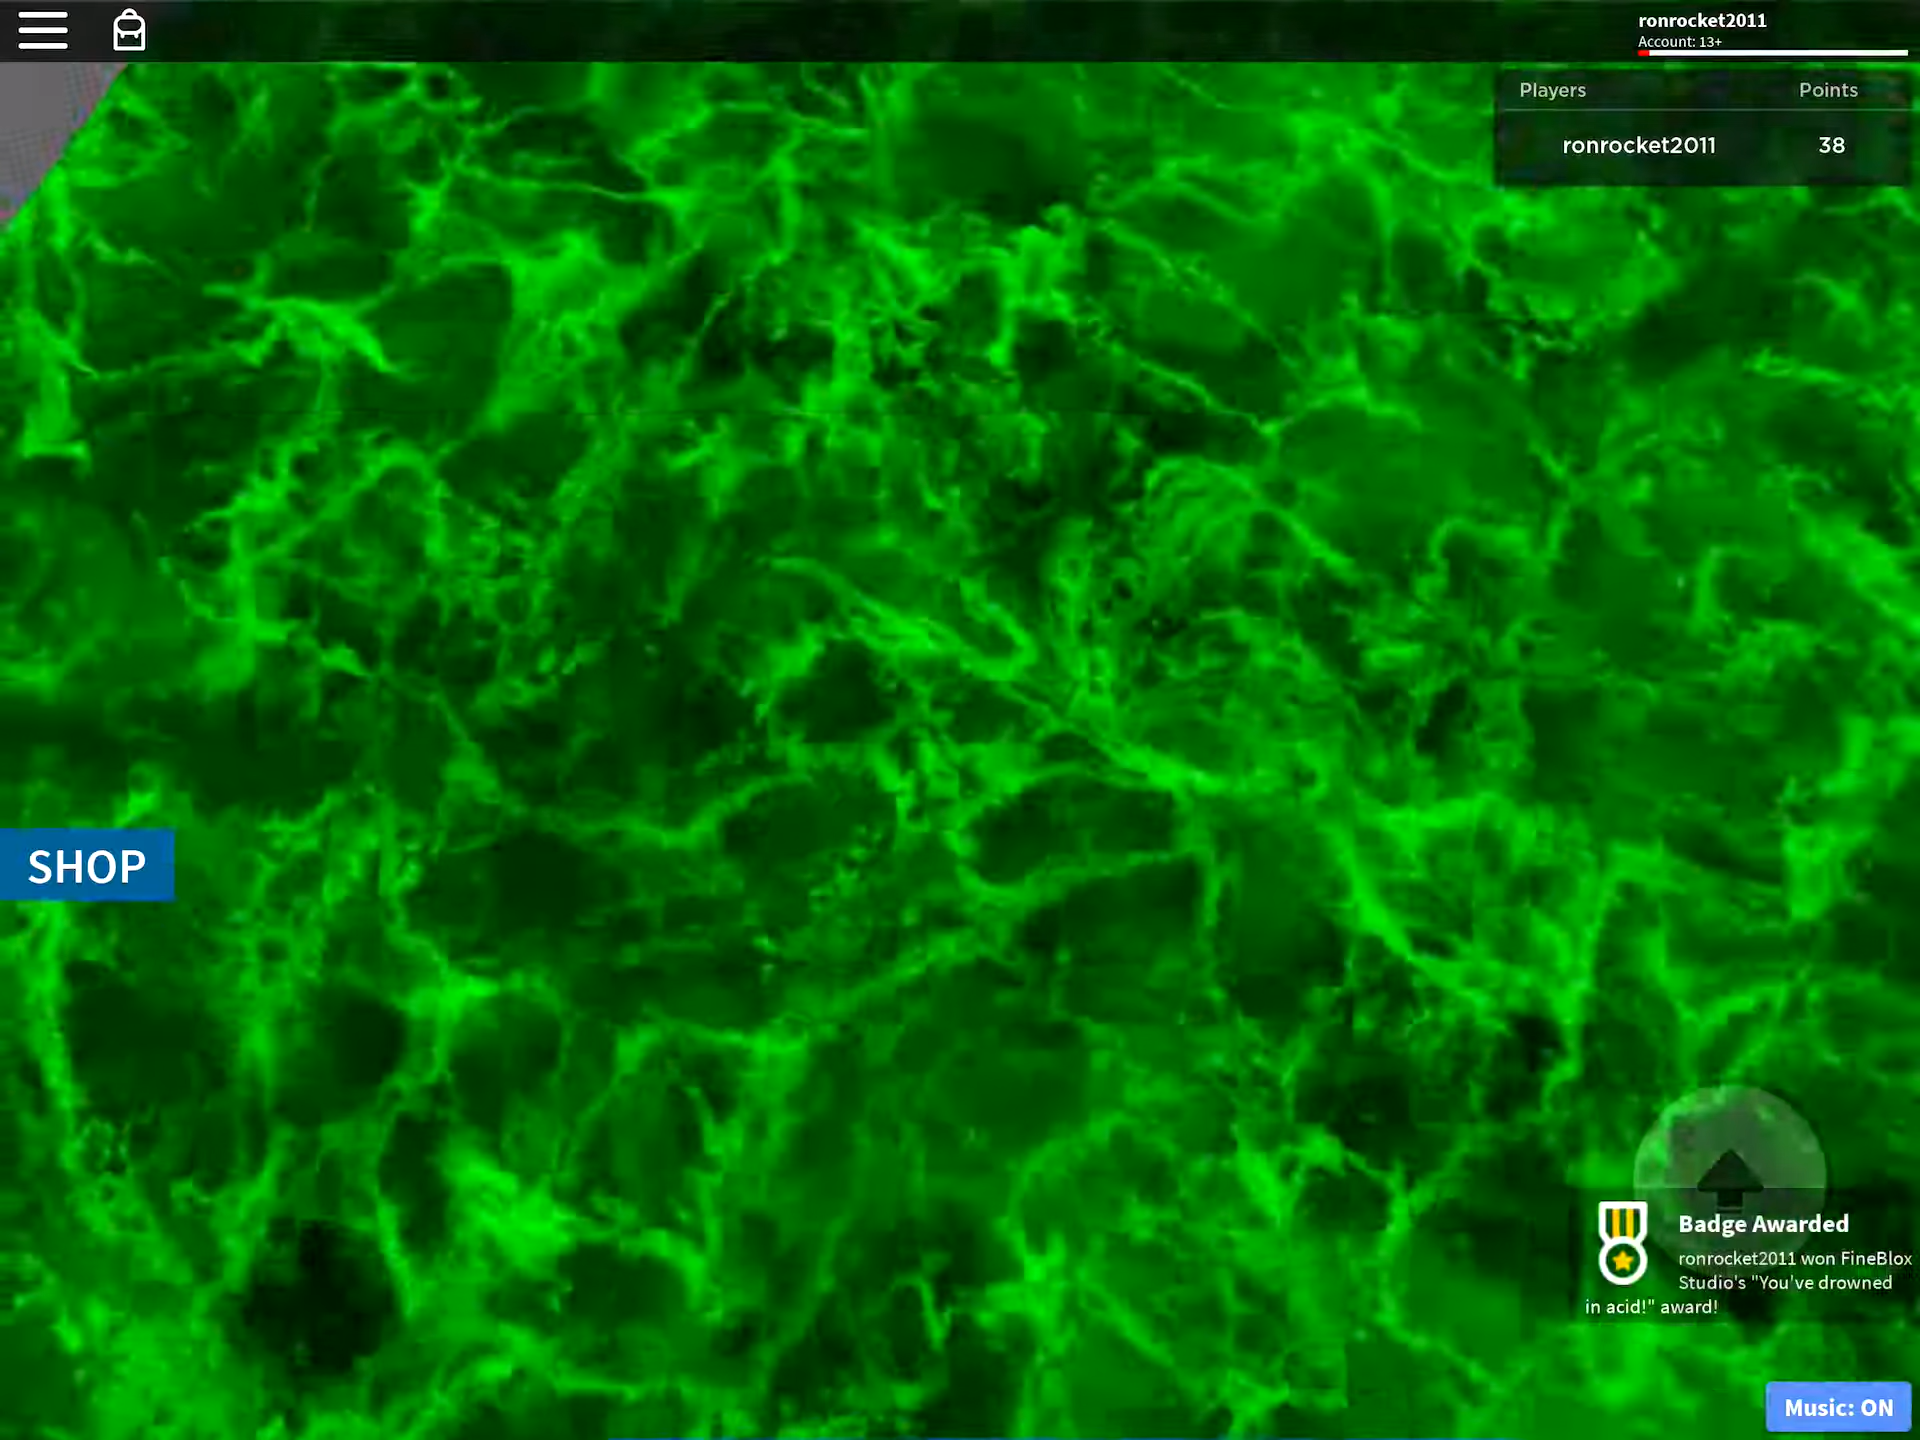 ronrocket2011
Account: 13+
Players Points
ronrocket2011 38
SHOP
Badge Awarded
ronrocket2011 won FineBlox
Studio's "You've drowned
in acid!" award!
Music: ON